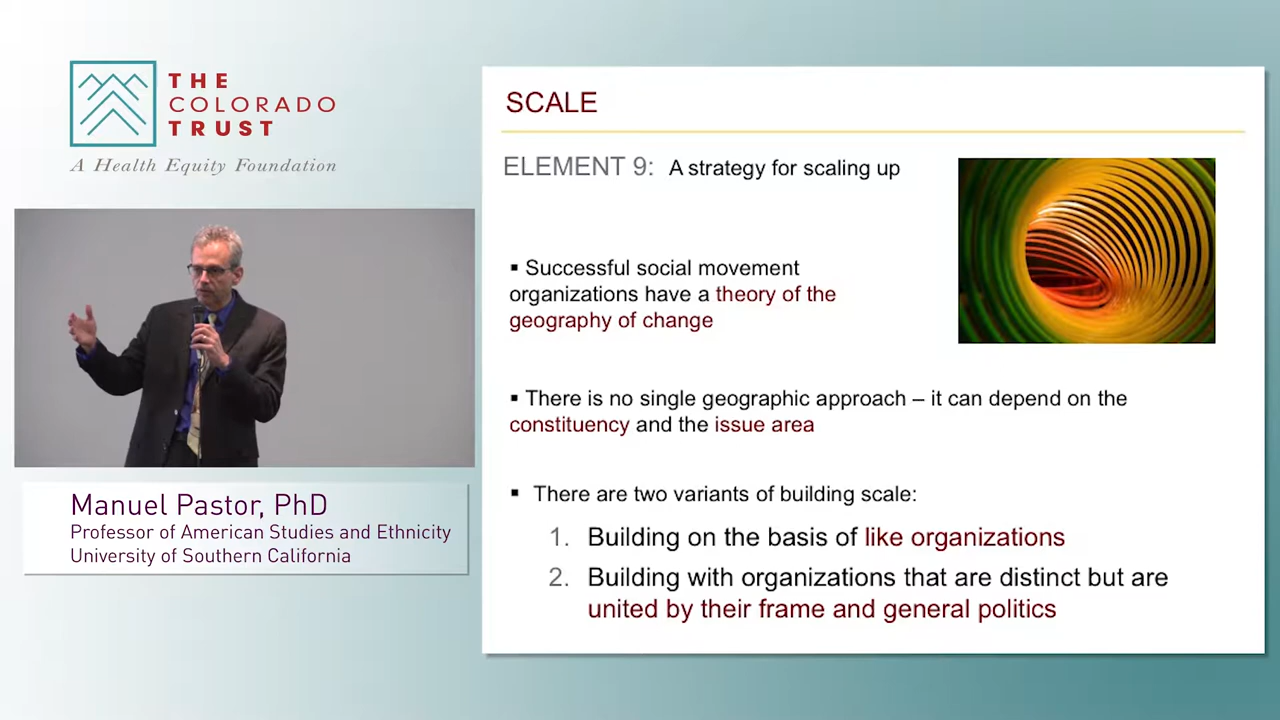 THE
COLORADO
TRUST
A Health Equity Foundation
Manuel Pastor, PhD
Professor of American Studies and Ethnicity
University of Southern California
SCALE
ELEMENT 9: A strategy for scaling up
▪ Successful social movement
organizations have a theory of the
geography of change
▪ There is no single geographic approach – it can depend on the
constituency and the issue area
▪ There are two variants of building scale:
1. Building on the basis of like organizations
2. Building with organizations that are distinct but are
united by their frame and general politics